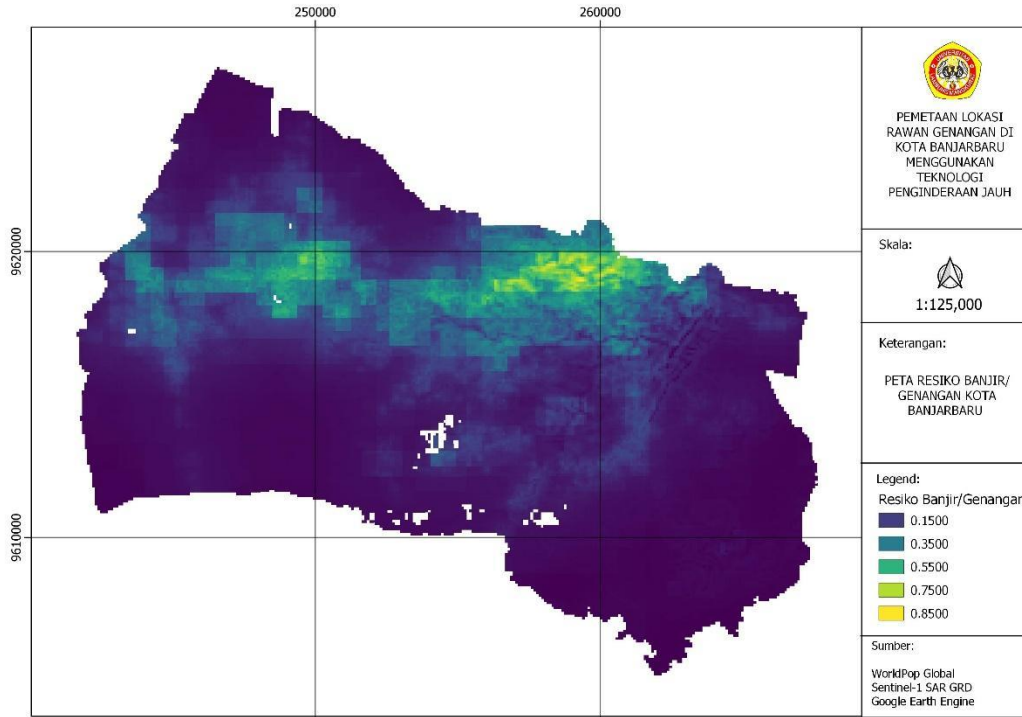 250000
260000
9620000
9610000
PEMETAAN LOKASI
RAWAN GENANGAN DI
KOTA BANJARBARU
MENGGUNAKAN
TEKNOLOGI
PENGINDERAAN JAUH
Skala:
1:125,000
Keterangan:
PETA RESIKO BANJIR/
GENANGAN KOTA
BANJARBARU
Legend:
Resiko Banjir/Genangan
0.1500
0.3500
0.5500
0.7500
0.8500
Sumber:
WorldPop Global
Sentinel-1 SAR GRD
Google Earth Engine